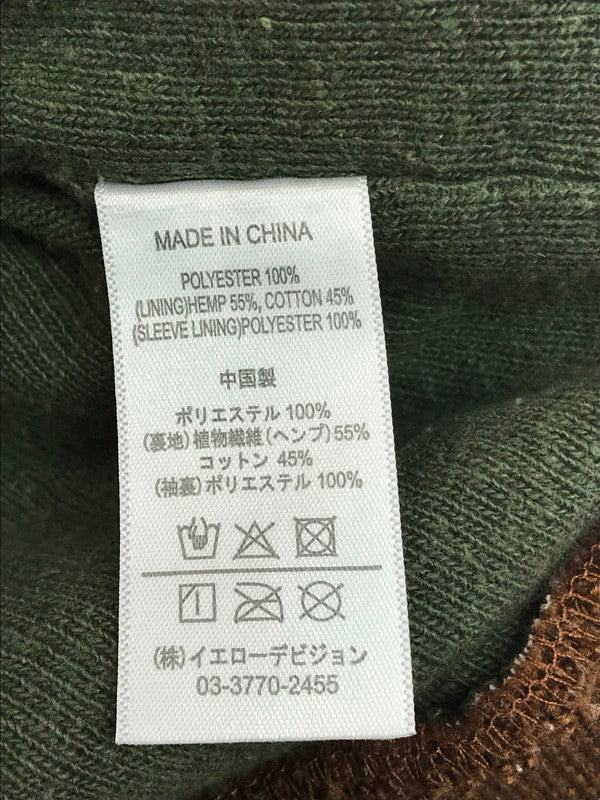 MADE IN CHINA
POLYESTER 100%
(LINING)HEMP 55%, COTTON 45%
(SLEEVE LINING)POLYESTER 100%
中国製
ポリエステル 100%
(裏地)植物繊維(ヘンプ)55%
コットン 45%
(袖裏)ポリエステル 100%
(株)イエローデビジョン
03-3770-2455